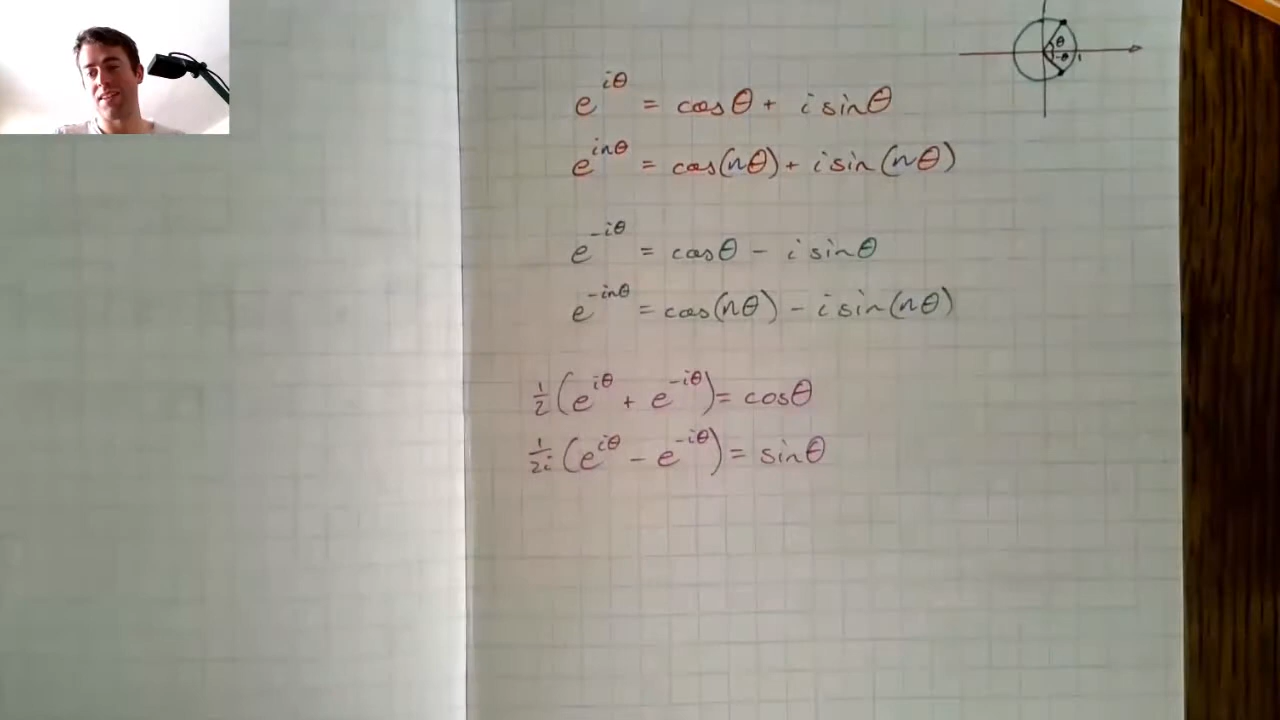 θ
-θ 1
e^{iθ} = cosθ + i sinθ
e^{inθ} = cos(nθ) + i sin(nθ)
e^{-iθ} = cosθ - i sinθ
e^{-inθ} = cos(nθ) - i sin(nθ)
½(e^{iθ} + e^{-iθ}) = cosθ
1/2i (e^{iθ} - e^{-iθ}) = sinθ